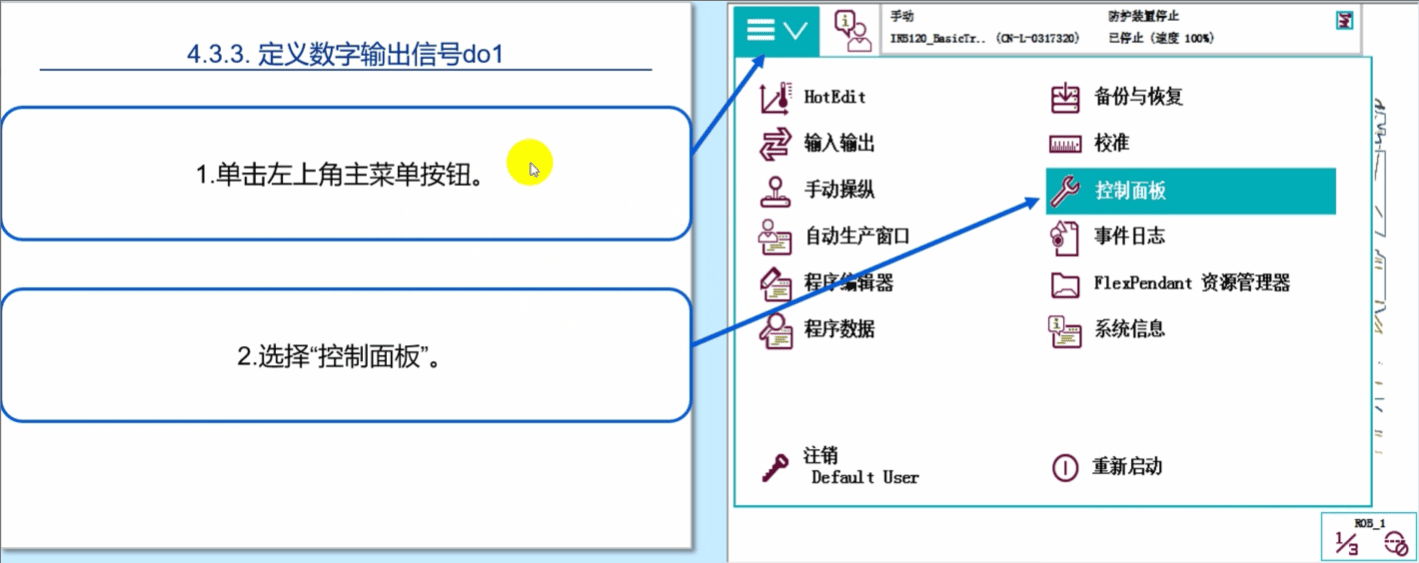 4.3.3. 定义数字输出信号do1
1.单击左上角主菜单按钮。
2.选择“控制面板”。
手动
防护装置停止
IRB120_BasicTr.. (CN-L-0317320)
已停止 (速度 100%)
HotEdit
备份与恢复
输入输出
校准
手动操纵
控制面板
自动生产窗口
事件日志
程序编辑器
FlexPendant 资源管理器
程序数据
系统信息
注销
Default User
重新启动
ROB_1
1/3